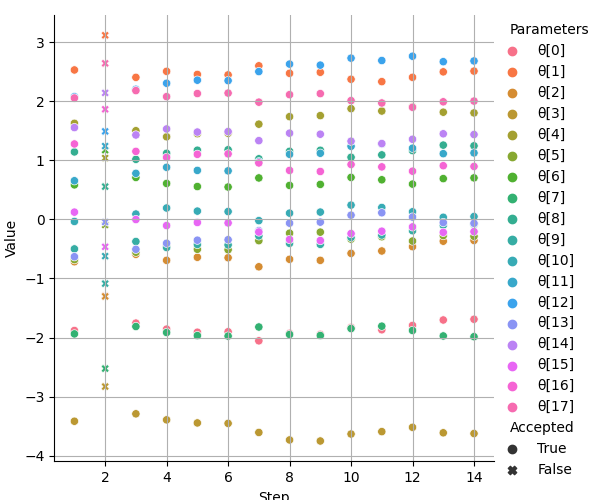 Parameters
θ[0]
θ[1]
θ[2]
θ[3]
θ[4]
θ[5]
θ[6]
θ[7]
θ[8]
θ[9]
θ[10]
θ[11]
θ[12]
θ[13]
θ[14]
θ[15]
θ[16]
θ[17]
Accepted
True
False
Value
3
2
1
0
−1
−2
−3
−4
2 4 6 8 10 12 14
Step